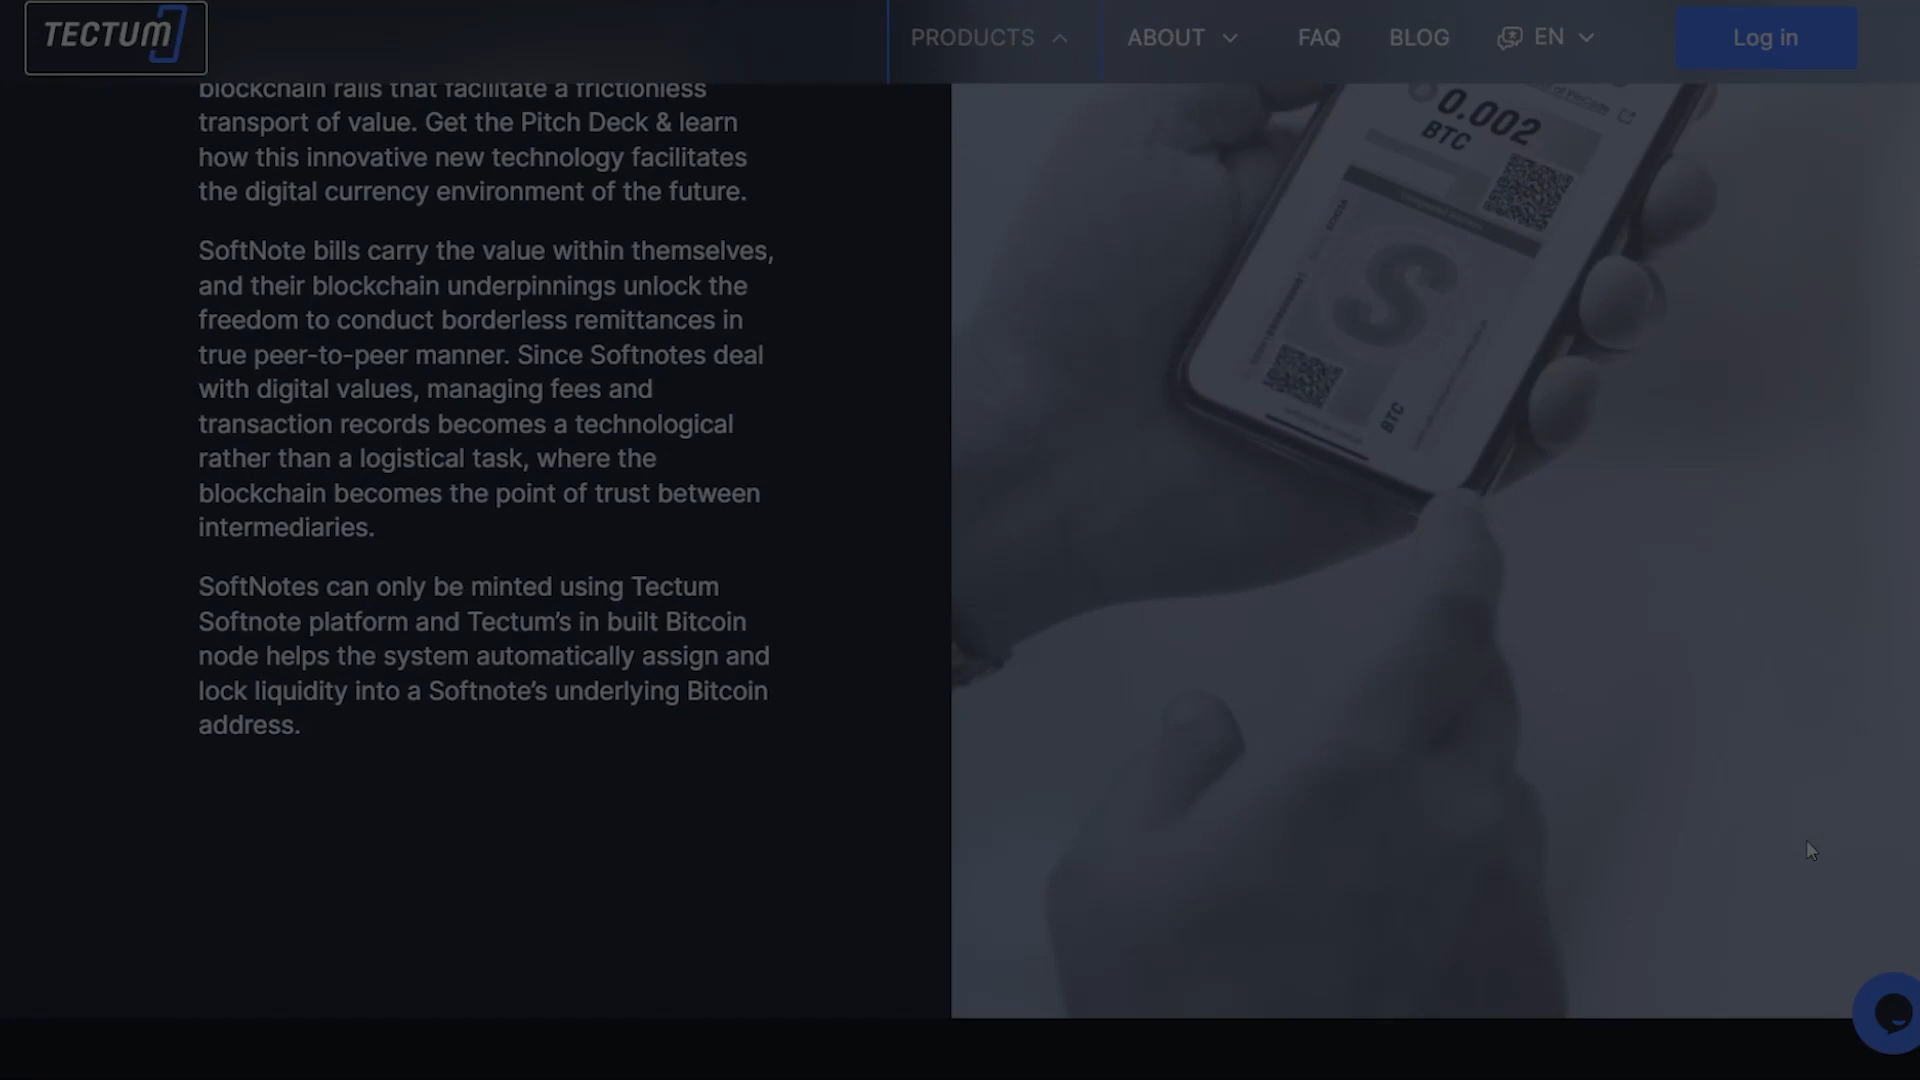 TECTUM
PRODUCTS
ABOUT
FAQ
BLOG
EN
Log in
blockchain rails that facilitate a frictionless
transport of value. Get the Pitch Deck & learn
how this innovative new technology facilitates
the digital currency environment of the future.
SoftNote bills carry the value within themselves,
and their blockchain underpinnings unlock the
freedom to conduct borderless remittances in
true peer-to-peer manner. Since Softnotes deal
with digital values, managing fees and
transaction records becomes a technological
rather than a logistical task, where the
blockchain becomes the point of trust between
intermediaries.
SoftNotes can only be minted using Tectum
Softnote platform and Tectum’s in built Bitcoin
node helps the system automatically assign and
lock liquidity into a Softnote’s underlying Bitcoin
address.
0.002
BTC
S
BTC